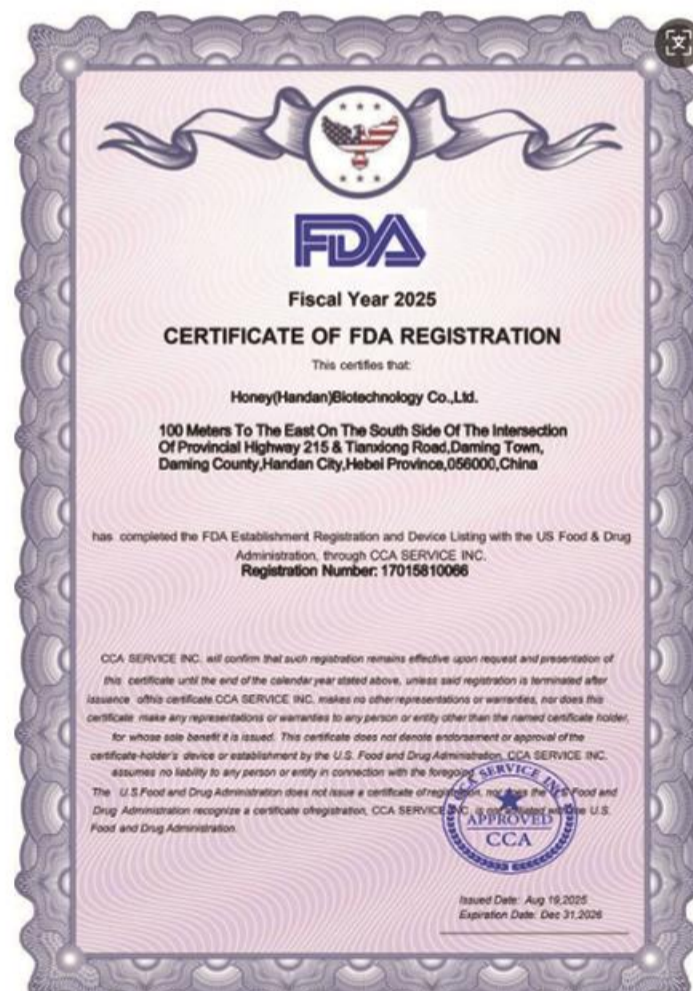 FDA
Fiscal Year 2025
CERTIFICATE OF FDA REGISTRATION
This certifies that:
Honey(Handan)Biotechnology Co.,Ltd.
100 Meters To The East On The South Side Of The Intersection
Of Provincial Highway 215 & Tianxiong Road,Daming Town,
Daming County,Handan City,Hebei Province,056000,China
has completed the FDA Establishment Registration and Device Listing with the US Food & Drug
Administration, through CCA SERVICE INC.
Registration Number: 17015810066
CCA SERVICE INC. will confirm that such registration remains effective upon request and presentation of
this certificate until the end of the calendar year stated above, unless said registration is terminated after
issuance ofthis certificate CCA SERVICE INC. makes no other representations or warranties, nor does this
certificate make any representations or warranties to any person or entity other than the named certificate holder,
for whose sole benefit it is issued. This certificate does not denote endorsement or approval of the
certificate-holder's device or establishment by the U.S. Food and Drug Administration. CCA SERVICE INC.
assumes no liability to any person or entity in connection with the foregoing
The U.S.Food and Drug Administration does not issue a certificate of registration, nor does the U.S Food and
Drug Administration recognize a certificate ofregistration, CCA SERVICE INC. is the U.S.
Food and Drug Administration.
CCA SERVICE INC.
APPROVED
CCA
Issued Date: Aug 19,2025
Expiration Date: Dec 31,2026